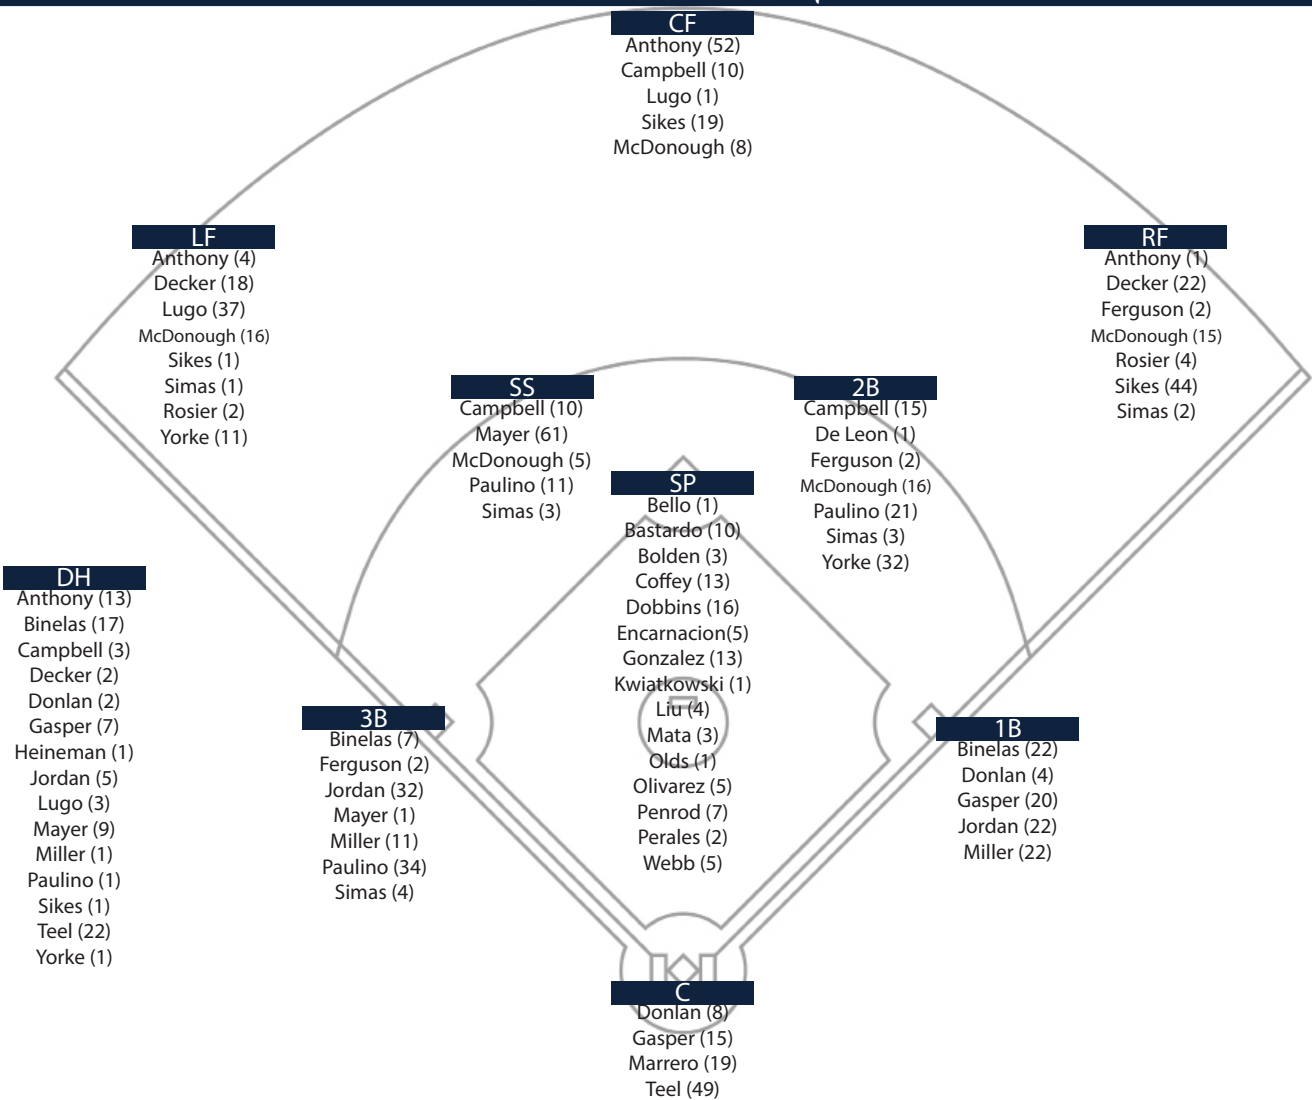 CF
Anthony (52)
Campbell (10)
Lugo (1)
Sikes (19)
McDonough (8)
LF
Anthony (4)
Decker (18)
Lugo (37)
McDonough (16)
Sikes (1)
Simas (1)
Rosier (2)
Yorke (11)
RF
Anthony (1)
Decker (22)
Ferguson (2)
McDonough (15)
Rosier (4)
Sikes (44)
Simas (2)
SS
Campbell (10)
Mayer (61)
McDonough (5)
Paulino (11)
Simas (3)
2B
Campbell (15)
De Leon (1)
Ferguson (2)
McDonough (16)
Paulino (21)
Simas (3)
Yorke (32)
SP
Bello (1)
Bastardo (10)
Bolden (3)
Coffey (13)
Dobbins (16)
Encarnacion(5)
Gonzalez (13)
Kwiatkowski (1)
Liu (4)
Mata (3)
Olds (1)
Olivarez (5)
Penrod (7)
Perales (2)
Webb (5)
DH
Anthony (13)
Binelas (17)
Campbell (3)
Decker (2)
Donlan (2)
Gasper (7)
Heineman (1)
Jordan (5)
Lugo (3)
Mayer (9)
Miller (1)
Paulino (1)
Sikes (1)
Teel (22)
Yorke (1)
3B
Binelas (7)
Ferguson (2)
Jordan (32)
Mayer (1)
Miller (11)
Paulino (34)
Simas (4)
1B
Binelas (22)
Donlan (4)
Gasper (20)
Jordan (22)
Miller (22)
C
Donlan (8)
Gasper (15)
Marrero (19)
Teel (49)